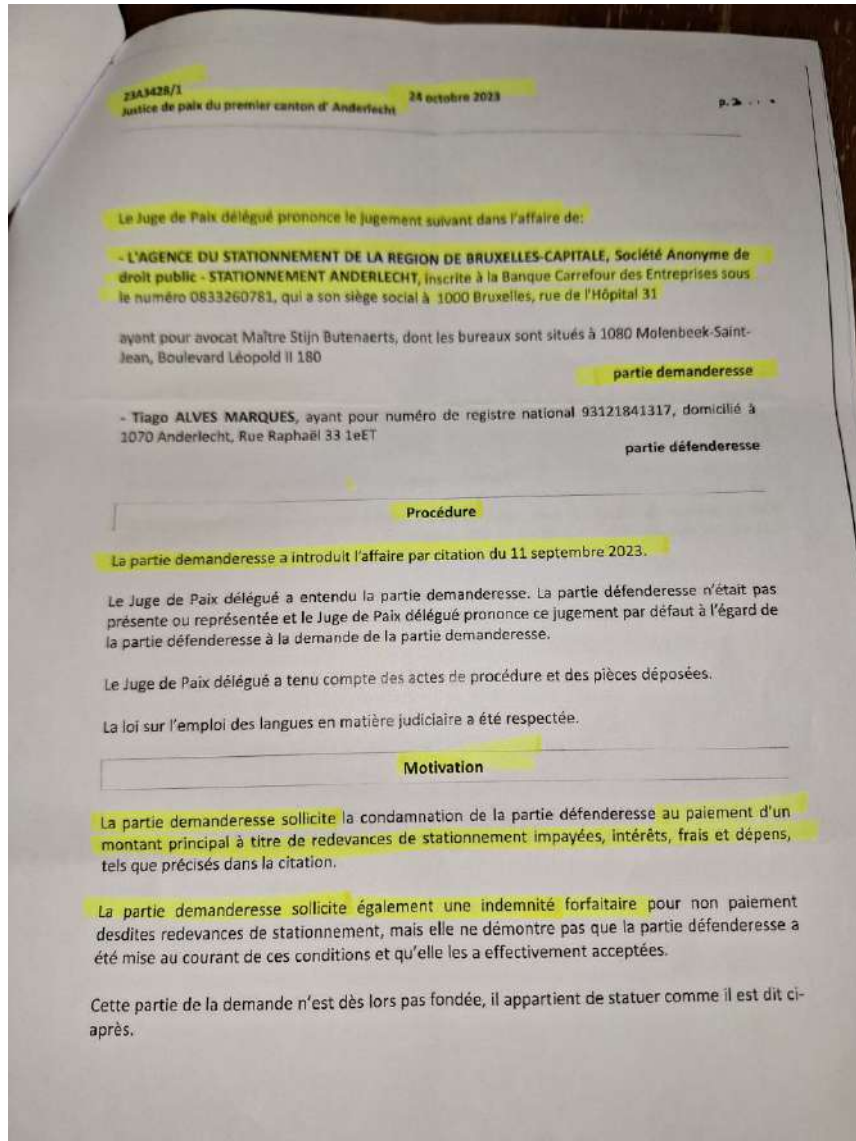 23A3428/1
Justice de paix du premier canton d' Anderlecht
24 octobre 2023
Le Juge de Paix délégué prononce le jugement suivant dans l'affaire de:
- L'AGENCE DU STATIONNEMENT DE LA REGION DE BRUXELLES-CAPITALE, Société Anonyme de
droit public - STATIONNEMENT ANDERLECHT, inscrite à la Banque Carrefour des Entreprises sous
le numéro 0833260781, qui a son siège social à 1000 Bruxelles, rue de l'Hôpital 31
ayant pour avocat Maître Stijn Butenaerts, dont les bureaux sont situés à 1080 Molenbeek-Saint-
Jean, Boulevard Léopold II 180
partie demanderesse
- Tiago ALVES MARQUES, ayant pour numéro de registre national 93121841317, domicilié à
1070 Anderlecht, Rue Raphaël 33 1eET
partie défenderesse
Procédure
La partie demanderesse a introduit l'affaire par citation du 11 septembre 2023.
Le Juge de Paix délégué a entendu la partie demanderesse. La partie défenderesse n'était pas
présente ou représentée et le Juge de Paix délégué prononce ce jugement par défaut à l'égard de
la partie défenderesse à la demande de la partie demanderesse.
Le Juge de Paix délégué a tenu compte des actes de procédure et des pièces déposées.
La loi sur l'emploi des langues en matière judiciaire a été respectée.
Motivation
La partie demanderesse sollicite la condamnation de la partie défenderesse au paiement d'un
montant principal à titre de redevances de stationnement impayées, intérêts, frais et dépens,
tels que précisés dans la citation.
La partie demanderesse sollicite également une indemnité forfaitaire pour non paiement
desdites redevances de stationnement, mais elle ne démontre pas que la partie défenderesse a
été mise au courant de ces conditions et qu'elle les a effectivement acceptées.
Cette partie de la demande n'est dès lors pas fondée, il appartient de statuer comme il est dit ci-
après.